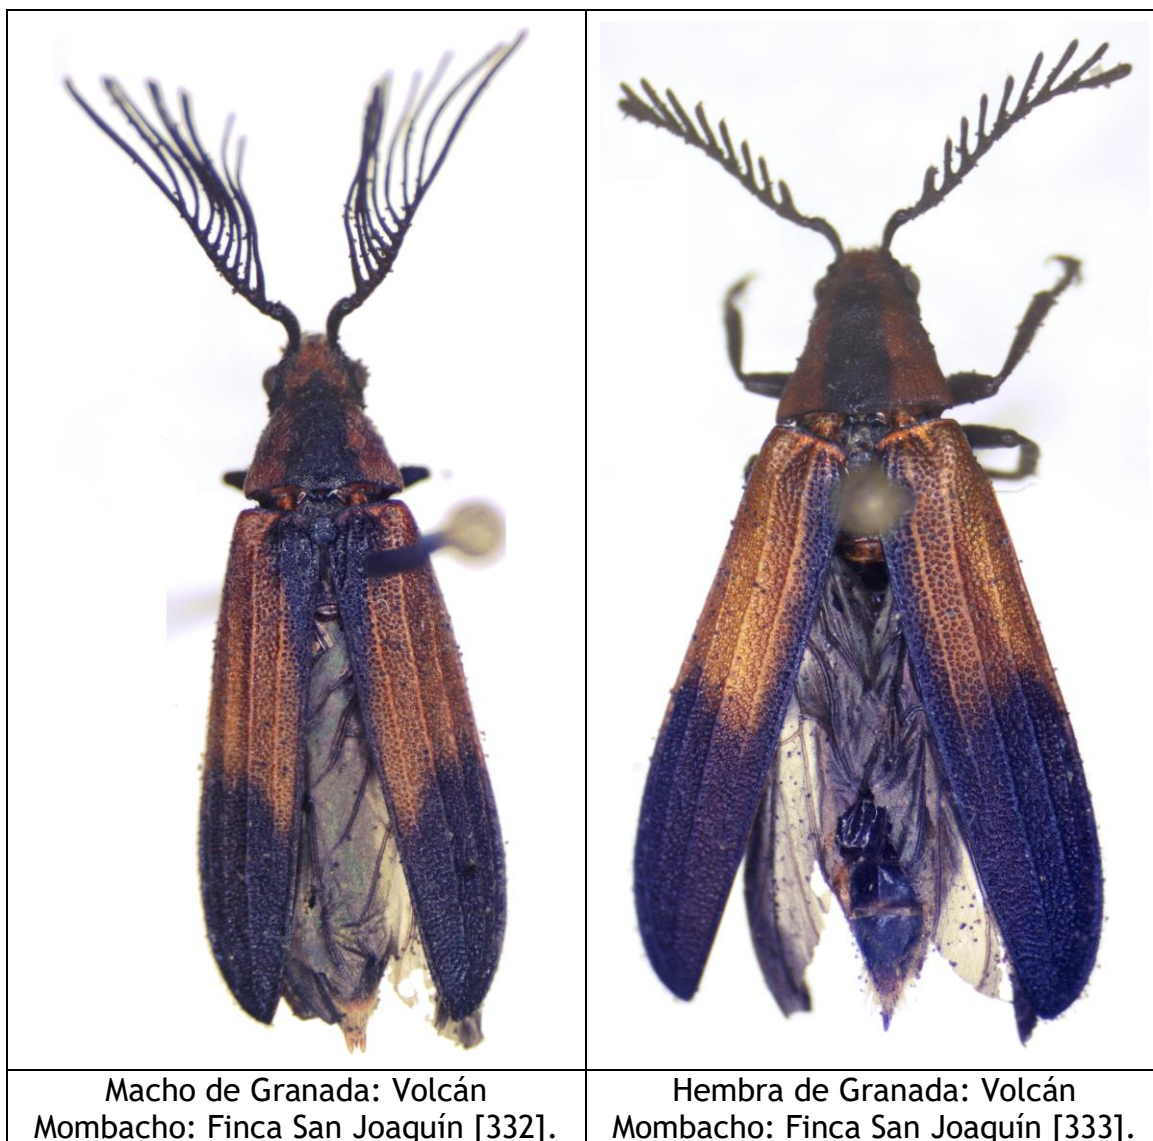 Macho de Granada: Volcán
Mombacho: Finca San Joaquín [332].
Hembra de Granada: Volcán
Mombacho: Finca San Joaquín [333].